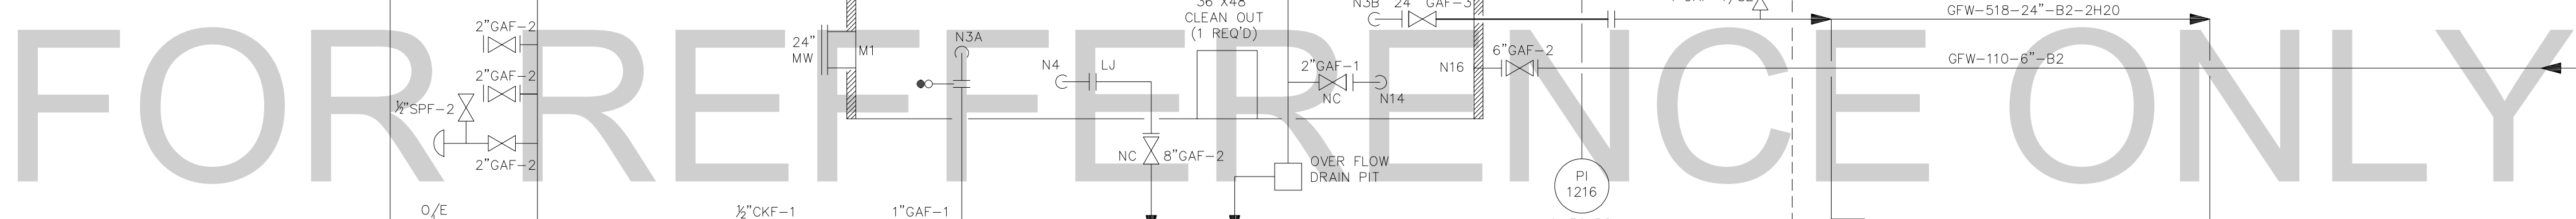 36"X48"
CLEAN OUT
(1 REQ'D)
N3B
24"GAF-3
GFW-518-24"-B2-2H20
2"GAF-2
24"
MW
M1
N3A
N4
LJ
2"GAF-1
NC
N14
N16
6"GAF-2
GFW-110-6"-B2
2"GAF-2
½"SPF-2
2"GAF-2
NC
8"GAF-2
OVER FLOW
DRAIN PIT
PI
1216
O/E
½"CKF-1
1"GAF-1
FOR REFFERENCE ONLY